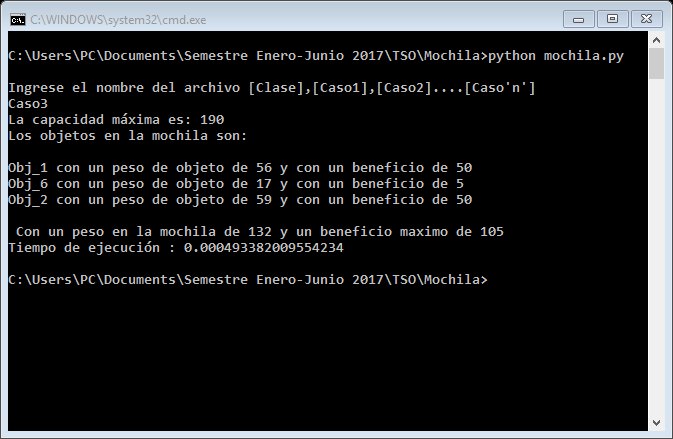 C:\WINDOWS\system32\cmd.exe
C:\Users\PC\Documents\Semestre Enero-Junio 2017\TSO\Mochila>python mochila.py
Ingrese el nombre del archivo [Clase],[Caso1],[Caso2]....[Caso'n']
Caso3
La capacidad máxima es: 190
Los objetos en la mochila son:
Obj_1 con un peso de objeto de 56 y con un beneficio de 50
Obj_6 con un peso de objeto de 17 y con un beneficio de 5
Obj_2 con un peso de objeto de 59 y con un beneficio de 50
Con un peso en la mochila de 132 y un beneficio maximo de 105
Tiempo de ejecución : 0.000493382009554234
C:\Users\PC\Documents\Semestre Enero-Junio 2017\TSO\Mochila>